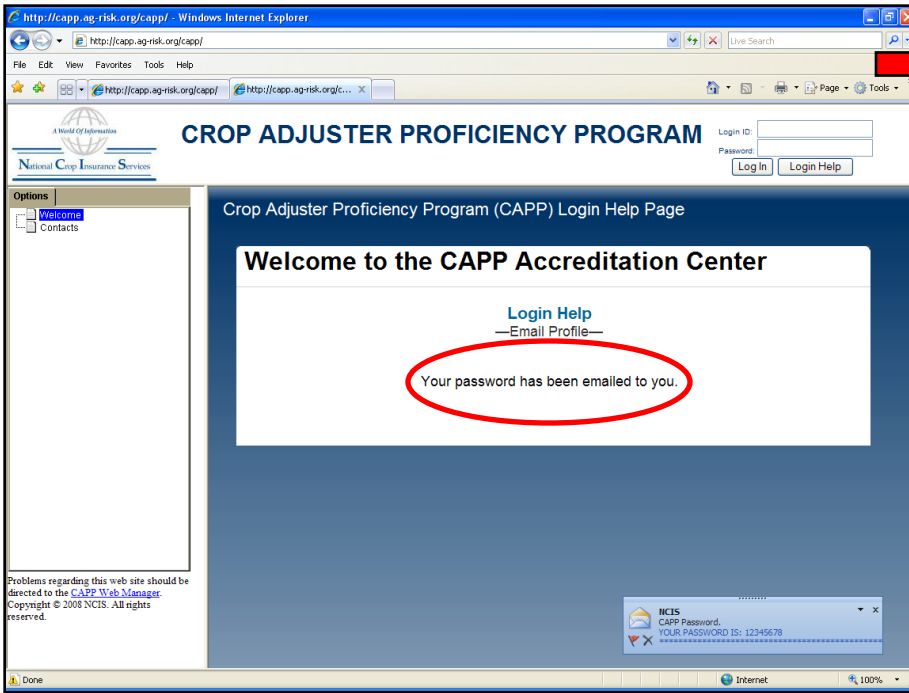 http://capp.ag-risk.org/capp/ - Windows Internet Explorer
http://capp.ag-risk.org/capp/
Live Search
File Edit View Favorites Tools Help
http://capp.ag-risk.org/capp/ http://capp.ag-risk.org/c... Page Tools
A World Of Information
National Crop Insurance Services
CROP ADJUSTER PROFICIENCY PROGRAM
Login ID:
Password:
Log In Login Help
Options
Welcome
Contacts
Crop Adjuster Proficiency Program (CAPP) Login Help Page
Welcome to the CAPP Accreditation Center
Login Help
—Email Profile—
Your password has been emailed to you.
Problems regarding this web site should be
directed to the CAPP Web Manager.
Copyright © 2008 NCIS. All rights
reserved.
NCIS
CAPP Password.
YOUR PASSWORD IS: 12345678
Done Internet 100%